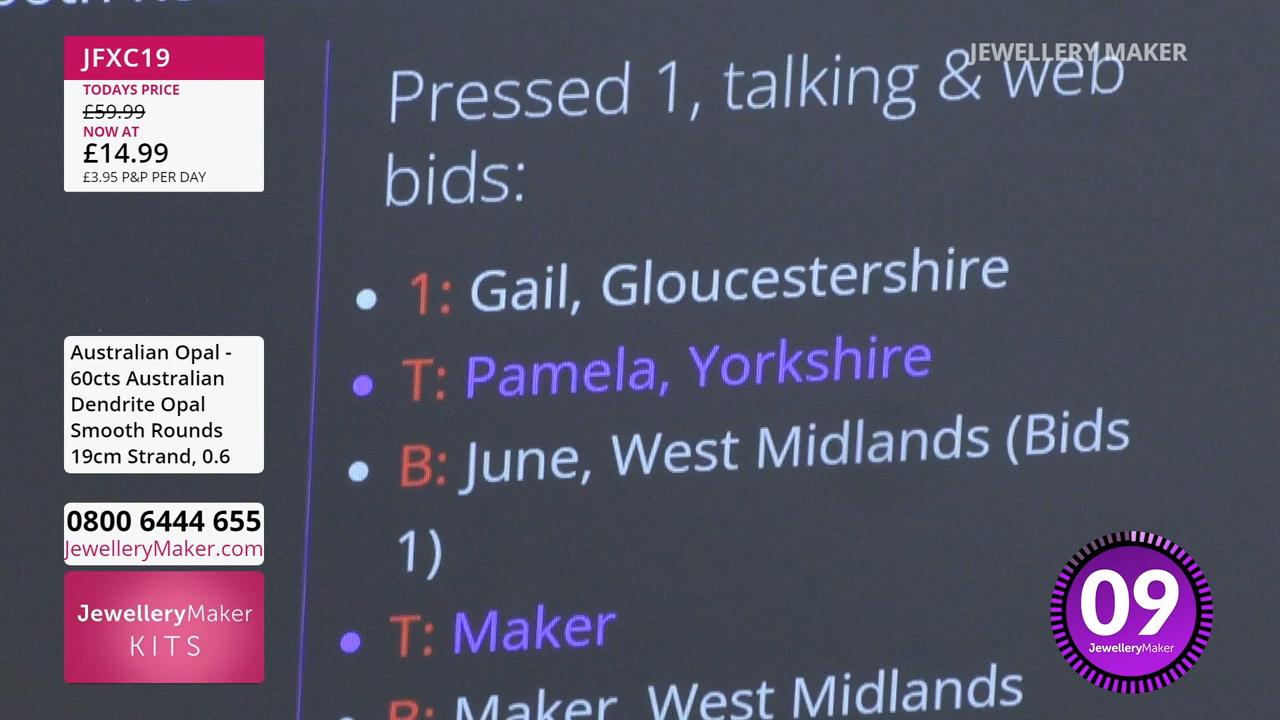 JFXC19
TODAYS PRICE
£59.99
NOW AT
£14.99
£3.95 P&P PER DAY
JEWELLERY MAKER
Pressed 1, talking & web
bids:
1: Gail, Gloucestershire
T: Pamela, Yorkshire
B: June, West Midlands (Bids
1)
T: Maker
B: Maker, West Midlands
Australian Opal -
60cts Australian
Dendrite Opal
Smooth Rounds
19cm Strand, 0.6
0800 6444 655
JewelleryMaker.com
JewelleryMaker
KITS
09
JewelleryMaker